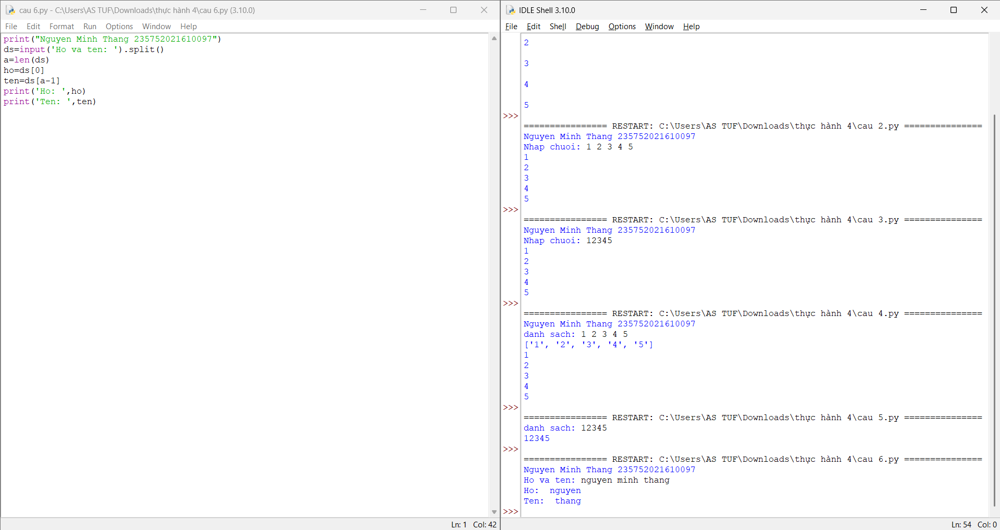 cau 6.py - C:\Users\AS TUF\Downloads\thực hành 4\cau 6.py (3.10.0)
File Edit Format Run Options Window Help
print("Nguyen Minh Thang 235752021610097")
ds=input('Ho va ten: ').split()
a=len(ds)
ho=ds[0]
ten=ds[a-1]
print('Ho: ',ho)
print('Ten: ',ten)
Ln: 1 Col: 42
IDLE Shell 3.10.0
File Edit Shell Debug Options Window Help
2
3
4
5
>>>
================ RESTART: C:\Users\AS TUF\Downloads\thực hành 4\cau 2.py ===============
Nguyen Minh Thang 235752021610097
Nhap chuoi: 1 2 3 4 5
1
2
3
4
5
>>>
================ RESTART: C:\Users\AS TUF\Downloads\thực hành 4\cau 3.py ===============
Nguyen Minh Thang 235752021610097
Nhap chuoi: 12345
1
2
3
4
5
>>>
================ RESTART: C:\Users\AS TUF\Downloads\thực hành 4\cau 4.py ===============
Nguyen Minh Thang 235752021610097
danh sach: 1 2 3 4 5
['1', '2', '3', '4', '5']
1
2
3
4
5
>>>
================ RESTART: C:\Users\AS TUF\Downloads\thực hành 4\cau 5.py ===============
danh sach: 12345
12345
>>>
================ RESTART: C:\Users\AS TUF\Downloads\thực hành 4\cau 6.py ===============
Nguyen Minh Thang 235752021610097
Ho va ten: nguyen minh thang
Ho:  nguyen
Ten:  thang
>>>
Ln: 54 Col: 0